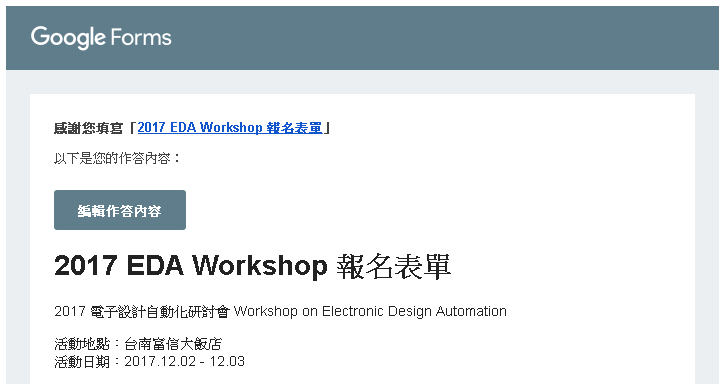 Google Forms
感謝您填寫「2017 EDA Workshop 報名表單」
以下是您的作答內容：
編輯作答內容
2017 EDA Workshop 報名表單
2017 電子設計自動化研討會 Workshop on Electronic Design Automation
活動地點：台南富信大飯店
活動日期：2017.12.02 - 12.03